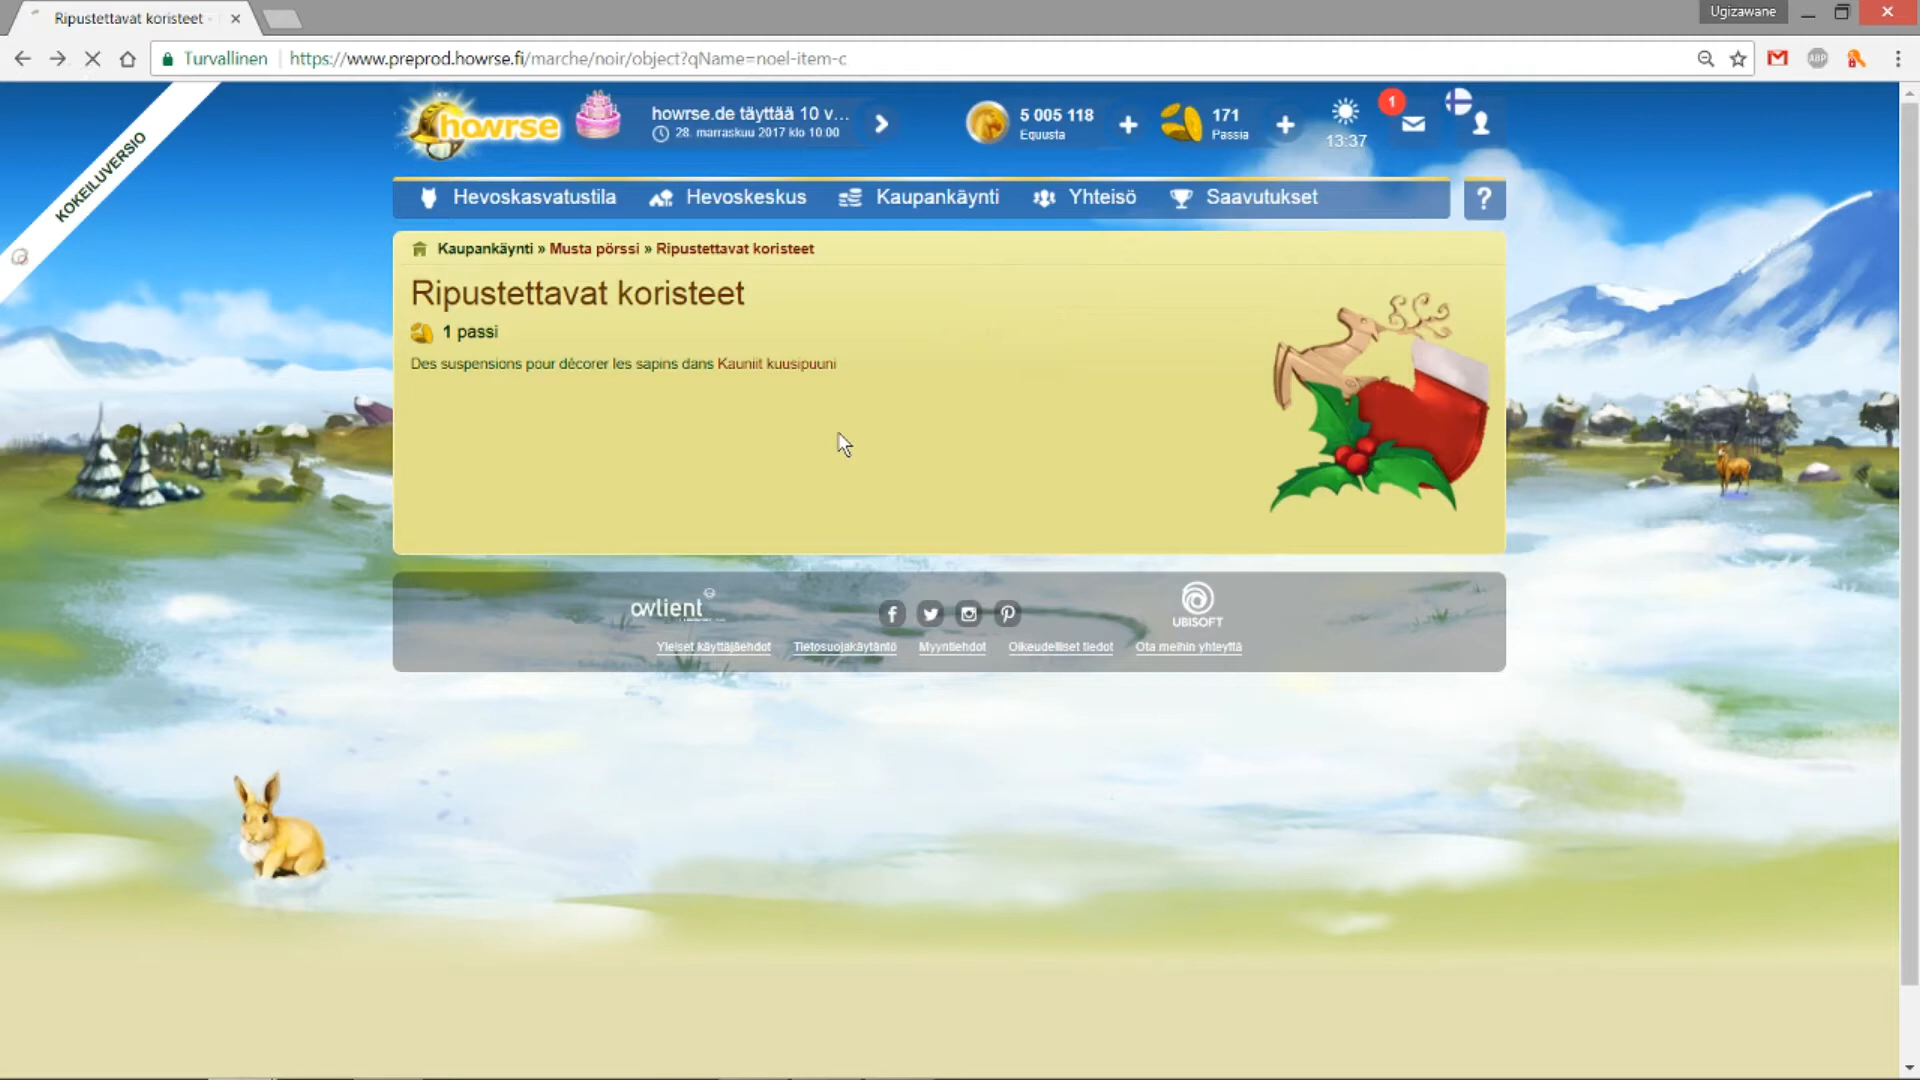 Ripustettavat koristeet
Ugizawane
Turvallinen
https://www.preprod.howrse.fi/marche/noir/object?qName=noel-item-c
ABP
KOKEILUVERSIO
howrse
howrse.de täyttää 10 v...
28. marraskuu 2017 klo 10:00
5 005 118
Equusta
171
Passia
13:37
1
Hevoskasvatustila
Hevoskeskus
Kaupankäynti
Yhteisö
Saavutukset
?
Kaupankäynti » Musta pörssi » Ripustettavat koristeet
Ripustettavat koristeet
1 passi
Des suspensions pour décorer les sapins dans Kauniit kuusipuuni
owlient
UBISOFT
Yleiset käyttäjäehdot
Tietosuojakäytäntö
Myyntiehdot
Oikeudelliset tiedot
Ota meihin yhteyttä